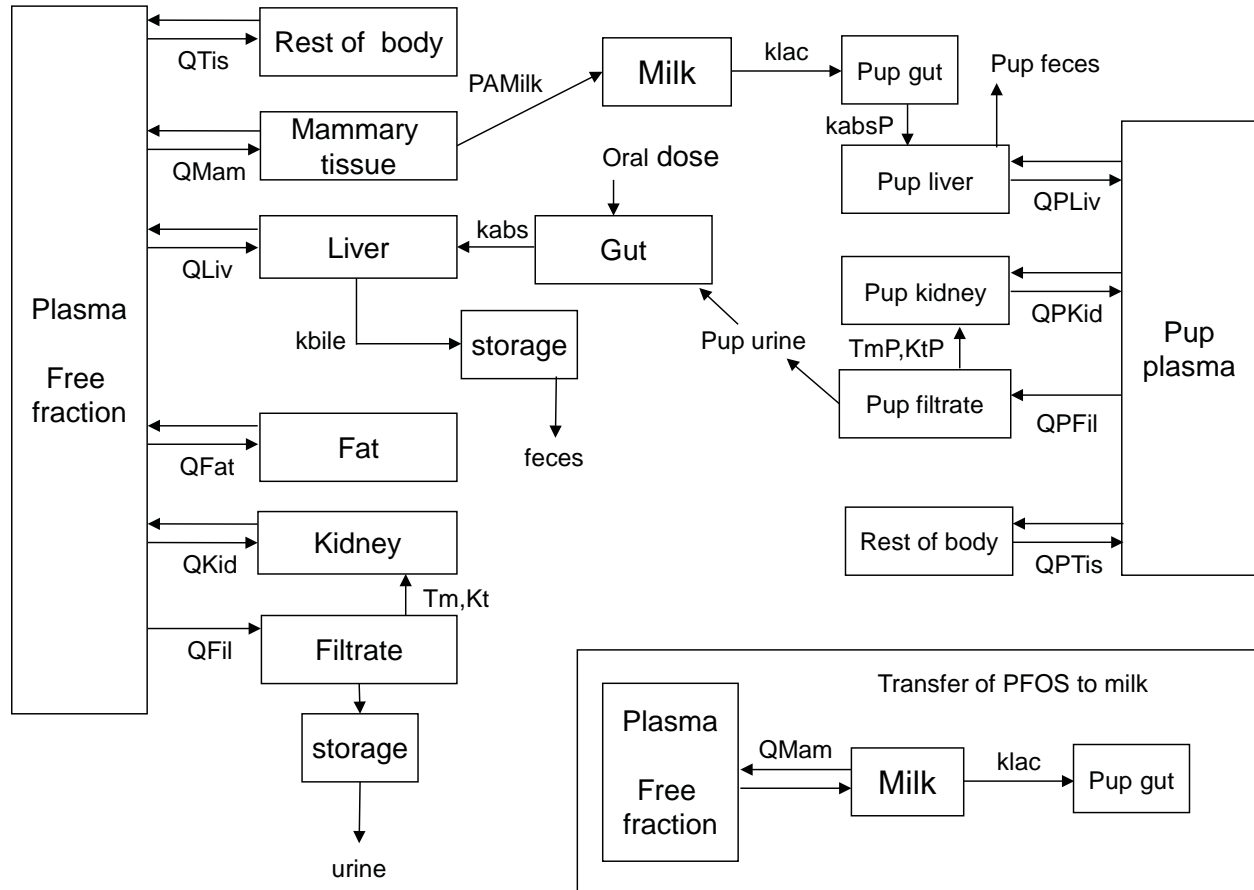 Plasma
Free
fraction
QTis
Rest of body
QMam
Mammary
tissue
PAMilk
Milk
klac
Pup gut
kabsP
Pup feces
Pup liver
QPLiv
Oral dose
Gut
kabs
Liver
QLiv
kbile
storage
feces
Pup urine
Pup kidney
QPKid
TmP,KtP
Pup filtrate
QPFil
Pup
plasma
Rest of body
QPTis
QFat
Fat
QKid
Kidney
Tm,Kt
QFil
Filtrate
storage
urine
Transfer of PFOS to milk
Plasma
Free
fraction
QMam
Milk
klac
Pup gut